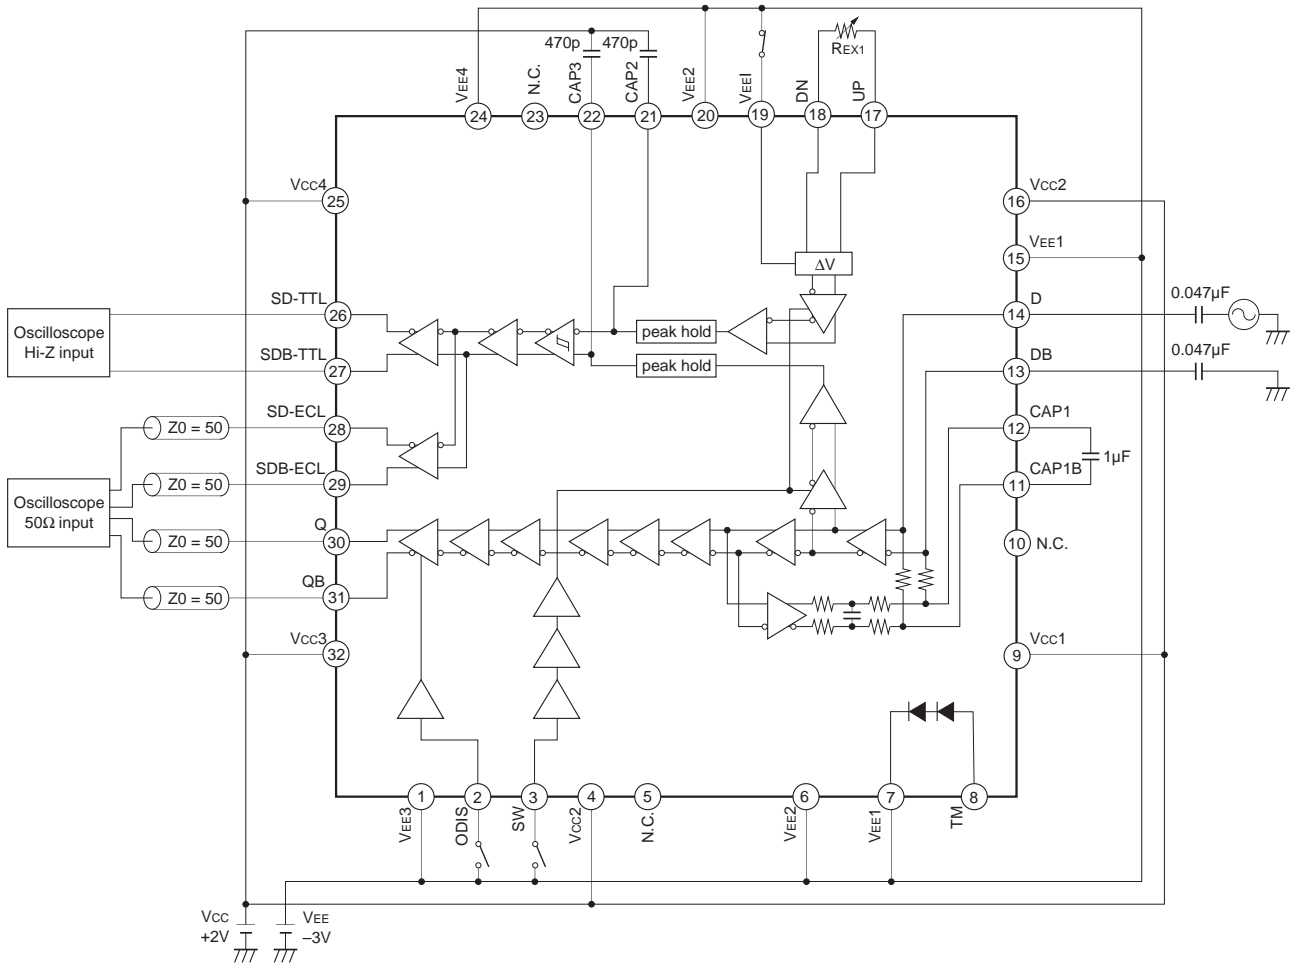 470p 470p
REX1
VEE4
N.C.
CAP3
CAP2
VEE2
VEEI
DN
UP
24 23 22 21 20 19 18 17
VCC4
25
VCC2
16
VEE1
15
ΔV
SD-TTL
26
D
14
0.047µF
Oscilloscope
Hi-Z input
peak hold
peak hold
SDB-TTL
27
DB
13
0.047µF
SD-ECL
28
Z0 = 50
CAP1
12
1µF
SDB-ECL
29
Z0 = 50
CAP1B
11
Oscilloscope
50Ω input
Q
30
Z0 = 50
10
N.C.
QB
31
Z0 = 50
VCC3
32
VCC1
9
1 2 3 4 5 6 7 8
VEE3
ODIS
SW
VCC2
N.C.
VEE2
VEE1
TM
VCC
+2V
VEE
–3V